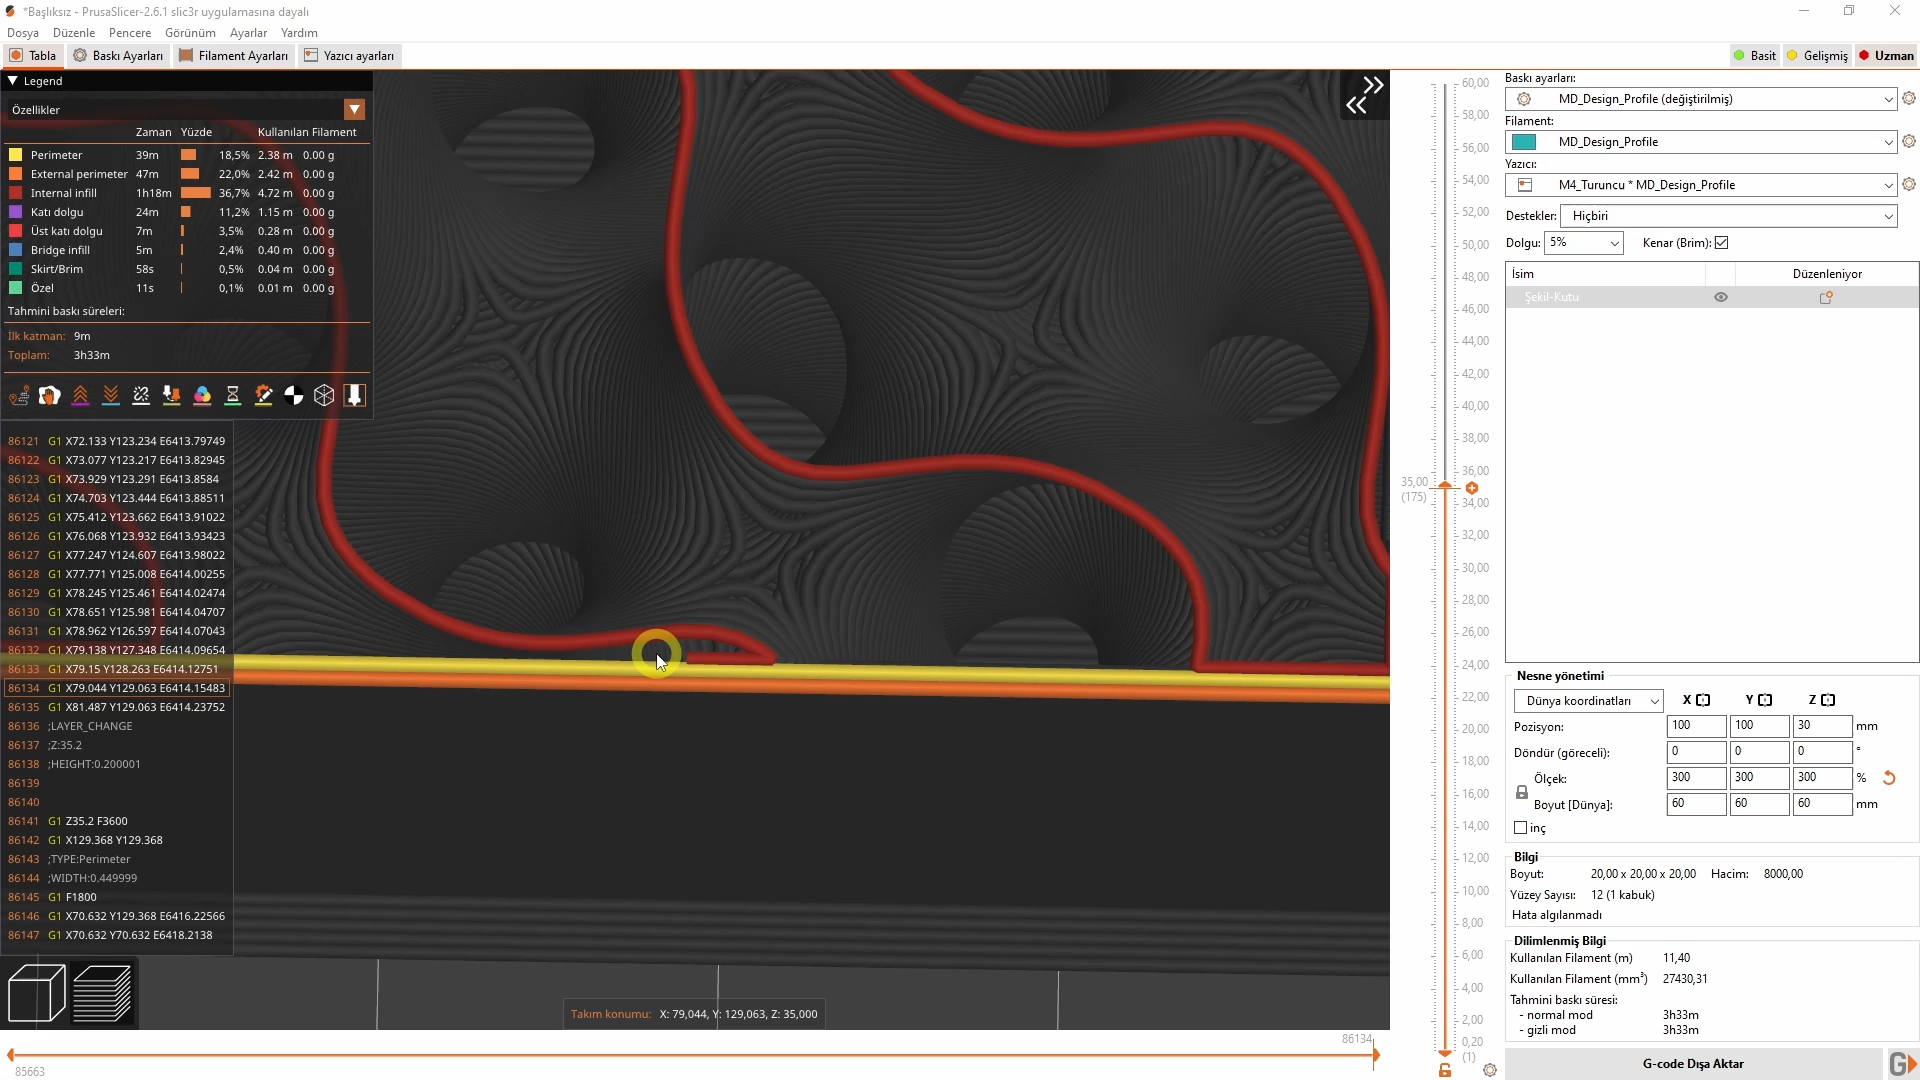 *Başlıksız - PrusaSlicer-2.6.1 slic3r uygulamasına dayalı
Dosya Düzenle Pencere Görünüm Ayarlar Yardım
Tabla Baskı Ayarları Filament Ayarları Yazıcı ayarları Basit Gelişmiş Uzman
Legend
Özellikler
Zaman Yüzde Kullanılan Filament
Perimeter 39m 18,5% 2.38 m 0.00 g
External perimeter 47m 22,0% 2.42 m 0.00 g
Internal infill 1h18m 36,7% 4.72 m 0.00 g
Katı dolgu 24m 11,2% 1.15 m 0.00 g
Üst katı dolgu 7m 3,5% 0.28 m 0.00 g
Bridge infill 5m 2,4% 0.40 m 0.00 g
Skirt/Brim 58s 0,5% 0.04 m 0.00 g
Özel 11s 0,1% 0.01 m 0.00 g
Tahmini baskı süreleri:
İlk katman: 9m
Toplam: 3h33m
86121 G1 X72.133 Y123.234 E6413.79749
86122 G1 X73.077 Y123.217 E6413.82945
86123 G1 X73.929 Y123.291 E6413.8584
86124 G1 X74.703 Y123.444 E6413.88511
86125 G1 X75.412 Y123.662 E6413.91022
86126 G1 X76.068 Y123.932 E6413.93423
86127 G1 X77.247 Y124.607 E6413.98022
86128 G1 X77.771 Y125.008 E6414.00255
86129 G1 X78.245 Y125.461 E6414.02474
86130 G1 X78.651 Y125.981 E6414.04707
86131 G1 X78.962 Y126.597 E6414.07043
86132 G1 X79.138 Y127.348 E6414.09654
86133 G1 X79.15 Y128.263 E6414.12751
86134 G1 X79.044 Y129.063 E6414.15483
86135 G1 X81.487 Y129.063 E6414.23752
86136 ;LAYER_CHANGE
86137 ;Z:35.2
86138 ;HEIGHT:0.200001
86139
86140
86141 G1 Z35.2 F3600
86142 G1 X129.368 Y129.368
86143 ;TYPE:Perimeter
86144 ;WIDTH:0.449999
86145 G1 F1800
86146 G1 X70.632 Y129.368 E6416.22566
86147 G1 X70.632 Y70.632 E6418.2138
Takım konumu: X: 79,044, Y: 129,063, Z: 35,000
86134
85663
60,00
58,00
56,00
54,00
52,00
50,00
48,00
46,00
44,00
42,00
40,00
38,00
36,00
35,00
(175)
34,00
32,00
30,00
28,00
26,00
24,00
22,00
20,00
18,00
16,00
14,00
12,00
10,00
8,00
6,00
4,00
2,00
0,20
(1)
Baskı ayarları:
MD_Design_Profile (değiştirilmiş)
Filament:
MD_Design_Profile
Yazıcı:
M4_Turuncu * MD_Design_Profile
Destekler: Hiçbiri
Dolgu: 5% Kenar (Brim):
İsim Düzenleniyor
Şekil-Kutu
Nesne yönetimi
Dünya koordinatları X Y Z
Pozisyon: 100 100 30 mm
Döndür (göreceli): 0 0 0 °
Ölçek: 300 300 300 %
Boyut [Dünya]: 60 60 60 mm
inç
Bilgi
Boyut: 20,00 x 20,00 x 20,00 Hacim: 8000,00
Yüzey Sayısı: 12 (1 kabuk)
Hata algılanmadı
Dilimlenmiş Bilgi
Kullanılan Filament (m) 11,40
Kullanılan Filament (mm³) 27430,31
Tahmini baskı süresi:
- normal mod 3h33m
- gizli mod 3h33m
G-code Dışa Aktar G